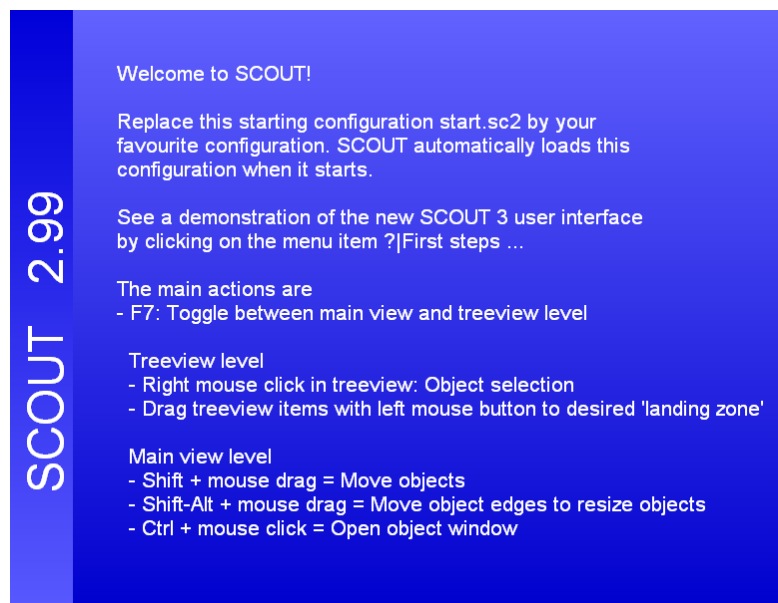 SCOUT 2.99
Welcome to SCOUT!
Replace this starting configuration start.sc2 by your
favourite configuration. SCOUT automatically loads this
configuration when it starts.
See a demonstration of the new SCOUT 3 user interface
by clicking on the menu item ?|First steps ...
The main actions are
- F7: Toggle between main view and treeview level
Treeview level
- Right mouse click in treeview: Object selection
- Drag treeview items with left mouse button to desired 'landing zone'
Main view level
- Shift + mouse drag = Move objects
- Shift-Alt + mouse drag = Move object edges to resize objects
- Ctrl + mouse click = Open object window